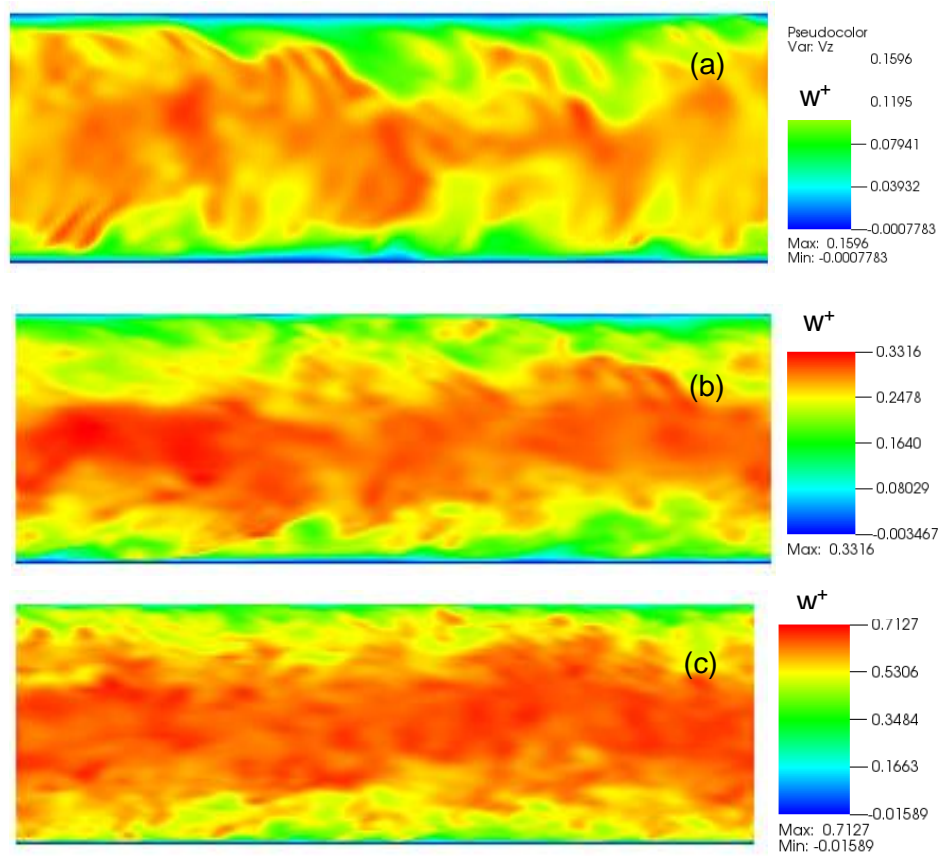 (a)
Pseudocolor
Var: Vz
0.1596
w+
0.1195
0.07941
0.03932
-0.0007783
Max: 0.1596
Min: -0.0007783
(b)
w+
0.3316
0.2478
0.1640
0.08029
-0.003467
Max: 0.3316
(c)
w+
0.7127
0.5306
0.3484
0.1663
-0.01589
Max: 0.7127
Min: -0.01589